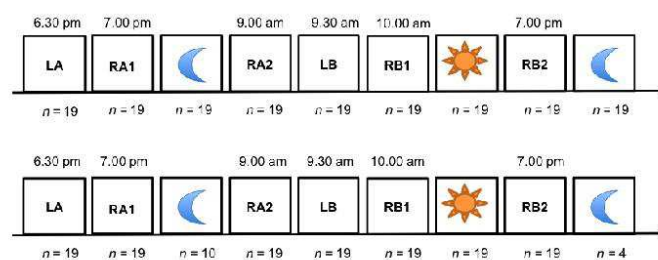 6.30 pm 7.00 pm 9.00 am 9.30 am 10.00 am 7.00 pm
LA RA1 RA2 LB RB1 RB2
n = 19 n = 19 n = 19 n = 19 n = 19 n = 19 n = 19 n = 19 n = 19
6.30 pm 7.00 pm 9.00 am 9.30 am 10.00 am 7.00 pm
LA RA1 RA2 LB RB1 RB2
n = 19 n = 19 n = 10 n = 19 n = 19 n = 19 n = 19 n = 19 n = 4